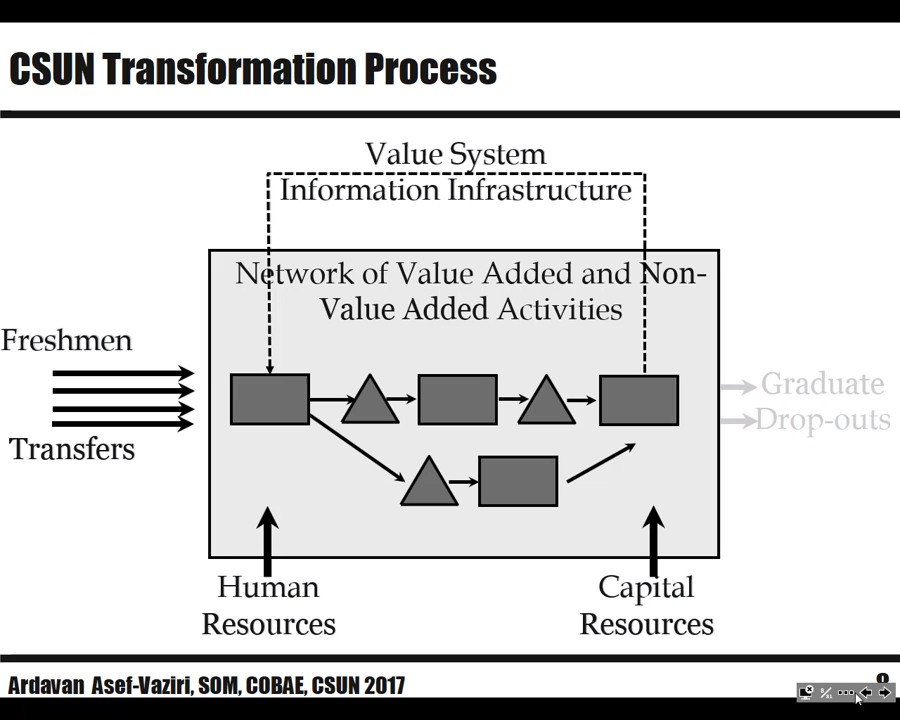 CSUN Transformation Process
Value System
Information Infrastructure
Network of Value Added and Non-
Value Added Activities
Freshmen
Transfers
Graduate
Drop-outs
Human
Resources
Capital
Resources
Ardavan Asef-Vaziri, SOM, COBAE, CSUN 2017